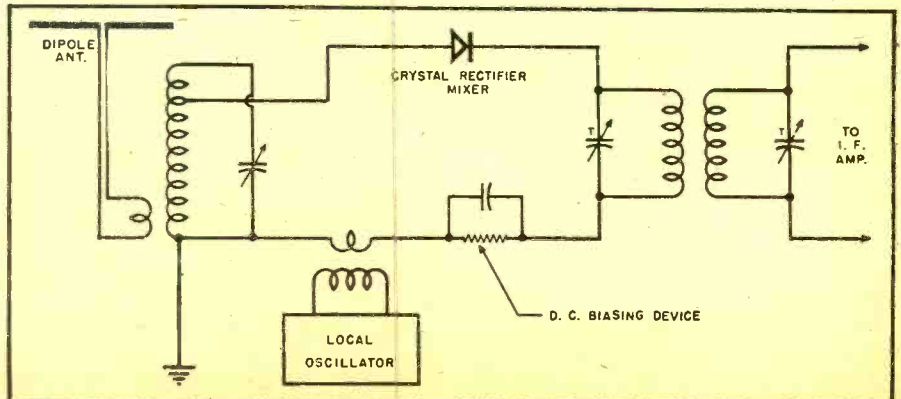 DIPOLE
ANT.
CRYSTAL RECTIFIER
MIXER
T
T
TO
I. F.
AMP.
D. C. BIASING DEVICE
LOCAL
OSCILLATOR